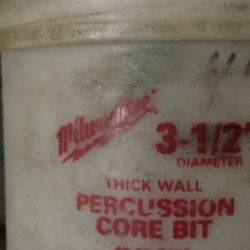 Milwaukee
3-1/2"
DIAMETER
THICK WALL
PERCUSSION
CORE BIT